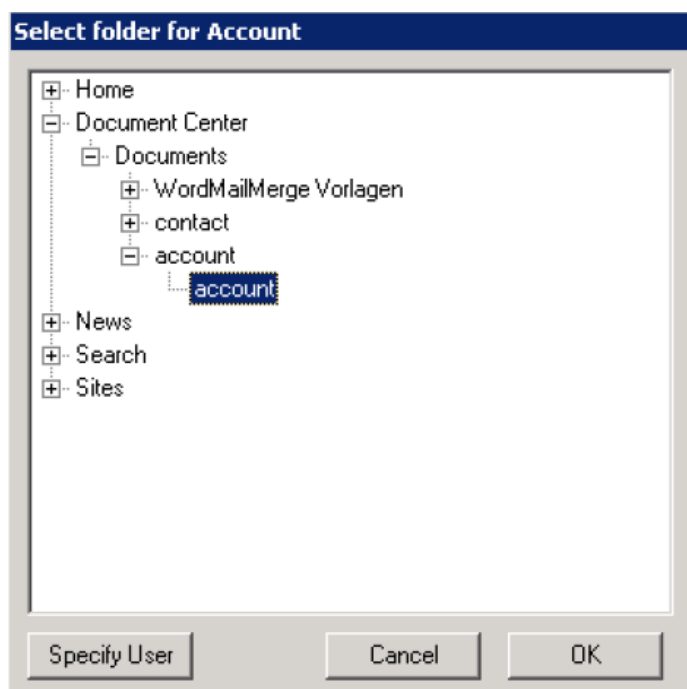 Select folder for Account
Home
Document Center
Documents
WordMailMerge Vorlagen
contact
account
account
News
Search
Sites
Specify User Cancel OK